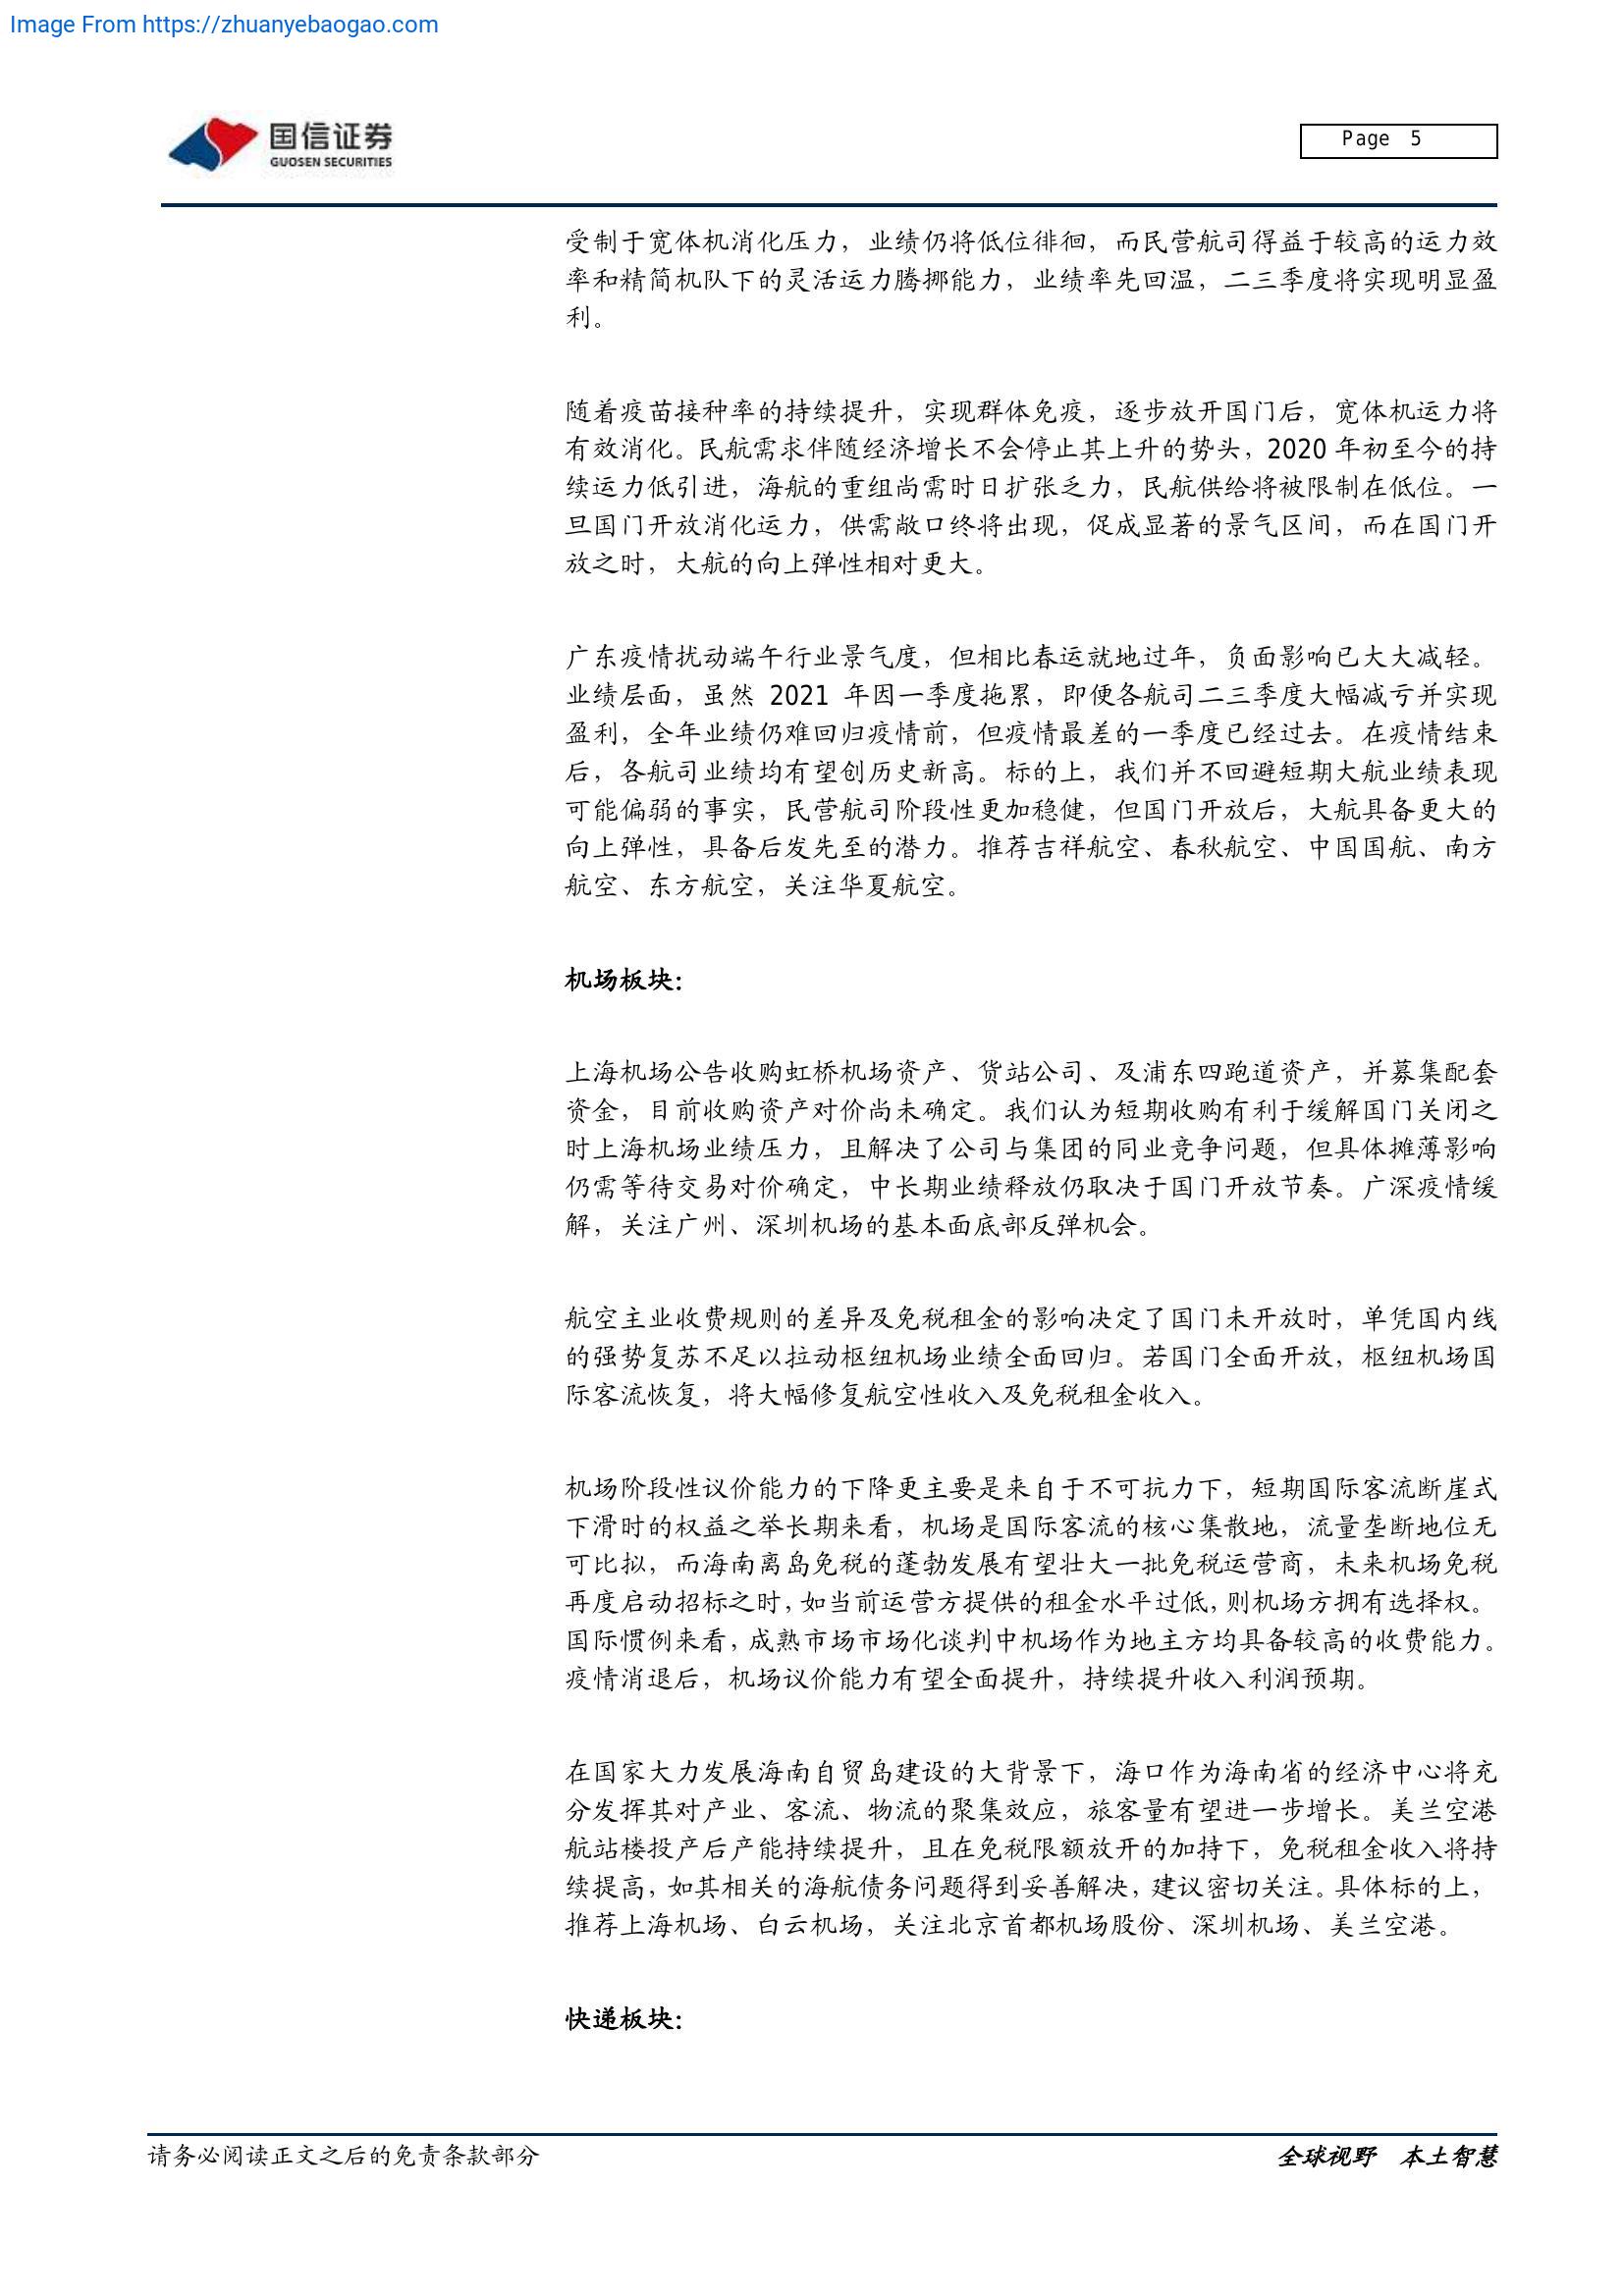 Image From https://zhuanyebaogao.com
国信证券
GUOSEN SECURITIES
Page 5
受制于宽体机消化压力，业绩仍将低位徘徊，而民营航司得益于较高的运力效
率和精简机队下的灵活运力腾挪能力，业绩率先回温，二三季度将实现明显盈
利。
随着疫苗接种率的持续提升，实现群体免疫，逐步放开国门后，宽体机运力将
有效消化。民航需求伴随经济增长不会停止其上升的势头，2020 年初至今的持
续运力低引进，海航的重组尚需时日扩张乏力，民航供给将被限制在低位。一
旦国门开放消化运力，供需敞口终将出现，促成显著的景气区间，而在国门开
放之时，大航的向上弹性相对更大。
广东疫情扰动端午行业景气度，但相比春运就地过年，负面影响已大大减轻。
业绩层面，虽然 2021 年因一季度拖累，即便各航司二三季度大幅减亏并实现
盈利，全年业绩仍难回归疫情前，但疫情最差的一季度已经过去。在疫情结束
后，各航司业绩均有望创历史新高。标的上，我们并不回避短期大航业绩表现
可能偏弱的事实，民营航司阶段性更加稳健，但国门开放后，大航具备更大的
向上弹性，具备后发先至的潜力。推荐吉祥航空、春秋航空、中国国航、南方
航空、东方航空，关注华夏航空。
机场板块：
上海机场公告收购虹桥机场资产、货站公司、及浦东四跑道资产，并募集配套
资金，目前收购资产对价尚未确定。我们认为短期收购有利于缓解国门关闭之
时上海机场业绩压力，且解决了公司与集团的同业竞争问题，但具体摊薄影响
仍需等待交易对价确定，中长期业绩释放仍取决于国门开放节奏。广深疫情缓
解，关注广州、深圳机场的基本面底部反弹机会。
航空主业收费规则的差异及免税租金的影响决定了国门未开放时，单凭国内线
的强势复苏不足以拉动枢纽机场业绩全面回归。若国门全面开放，枢纽机场国
际客流恢复，将大幅修复航空性收入及免税租金收入。
机场阶段性议价能力的下降更主要是来自于不可抗力下，短期国际客流断崖式
下滑时的权益之举长期来看，机场是国际客流的核心集散地，流量垄断地位无
可比拟，而海南离岛免税的蓬勃发展有望壮大一批免税运营商，未来机场免税
再度启动招标之时，如当前运营方提供的租金水平过低，则机场方拥有选择权。
国际惯例来看，成熟市场市场化谈判中机场作为地主方均具备较高的收费能力。
疫情消退后，机场议价能力有望全面提升，持续提升收入利润预期。
在国家大力发展海南自贸岛建设的大背景下，海口作为海南省的经济中心将充
分发挥其对产业、客流、物流的聚集效应，旅客量有望进一步增长。美兰空港
航站楼投产后产能持续提升，且在免税限额放开的加持下，免税租金收入将持
续提高，如其相关的海航债务问题得到妥善解决，建议密切关注。具体标的上，
推荐上海机场、白云机场，关注北京首都机场股份、深圳机场、美兰空港。
快递板块：
请务必阅读正文之后的免责条款部分
全球视野 本土智慧